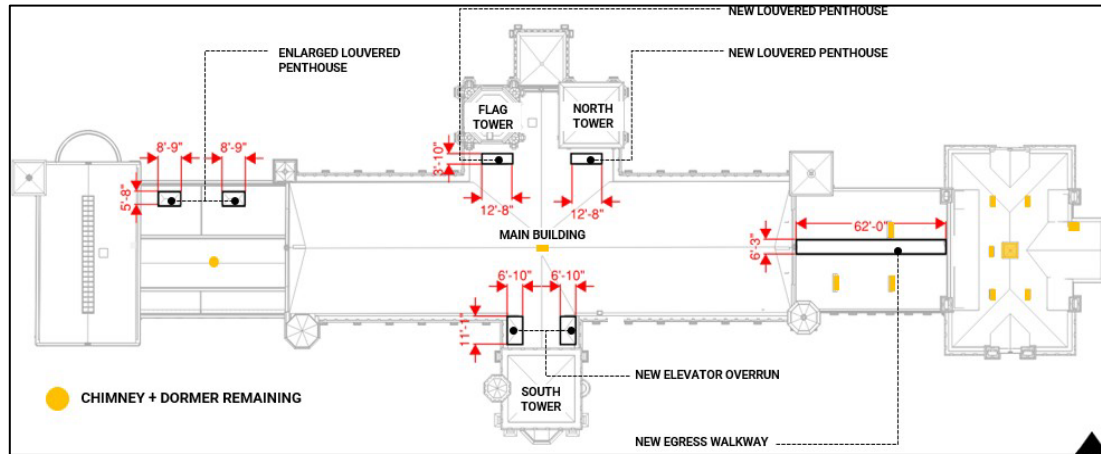 NEW LOUVERED PENTHOUSE
ENLARGED LOUVERED
PENTHOUSE
NEW LOUVERED PENTHOUSE
FLAG
TOWER
NORTH
TOWER
8'-9"
8'-9"
3'-10"
5'-8"
12'-8"
12'-8"
62'-0"
MAIN BUILDING
6'-3"
6'-10"
6'-10"
11'-1"
NEW ELEVATOR OVERRUN
SOUTH
TOWER
CHIMNEY + DORMER REMAINING
NEW EGRESS WALKWAY